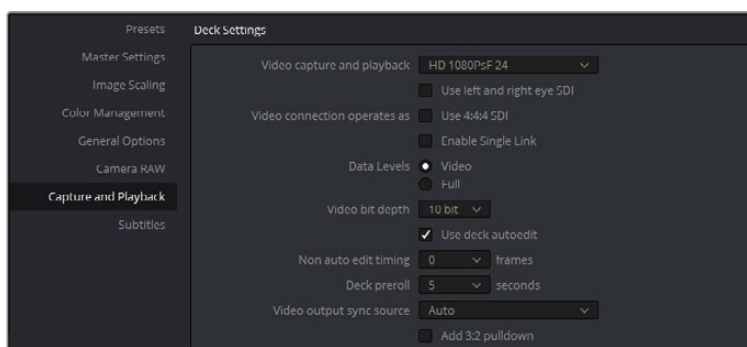 Presets
Master Settings
Image Scaling
Color Management
General Options
Camera RAW
Capture and Playback
Subtitles
Deck Settings
Video capture and playback HD 1080PsF 24
Use left and right eye SDI
Video connection operates as Use 4:4:4 SDI
Enable Single Link
Data Levels Video
Full
Video bit depth 10 bit
Use deck autoedit
Non auto edit timing 0 frames
Deck preroll 5 seconds
Video output sync source Auto
Add 3:2 pulldown